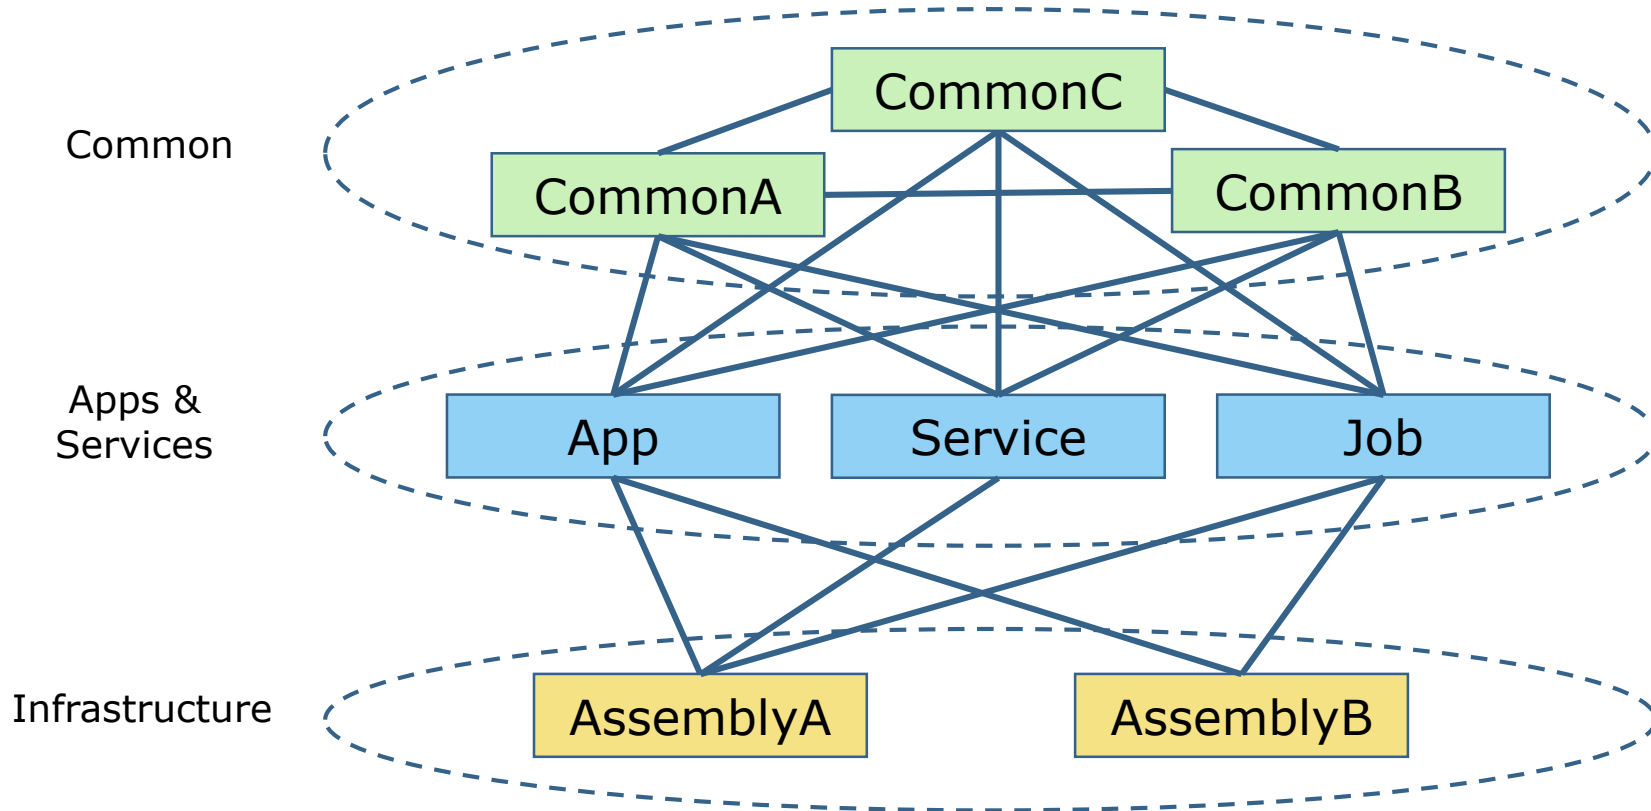 Common
CommonC
CommonA
CommonB
Apps &
Services
App
Service
Job
Infrastructure
AssemblyA
AssemblyB